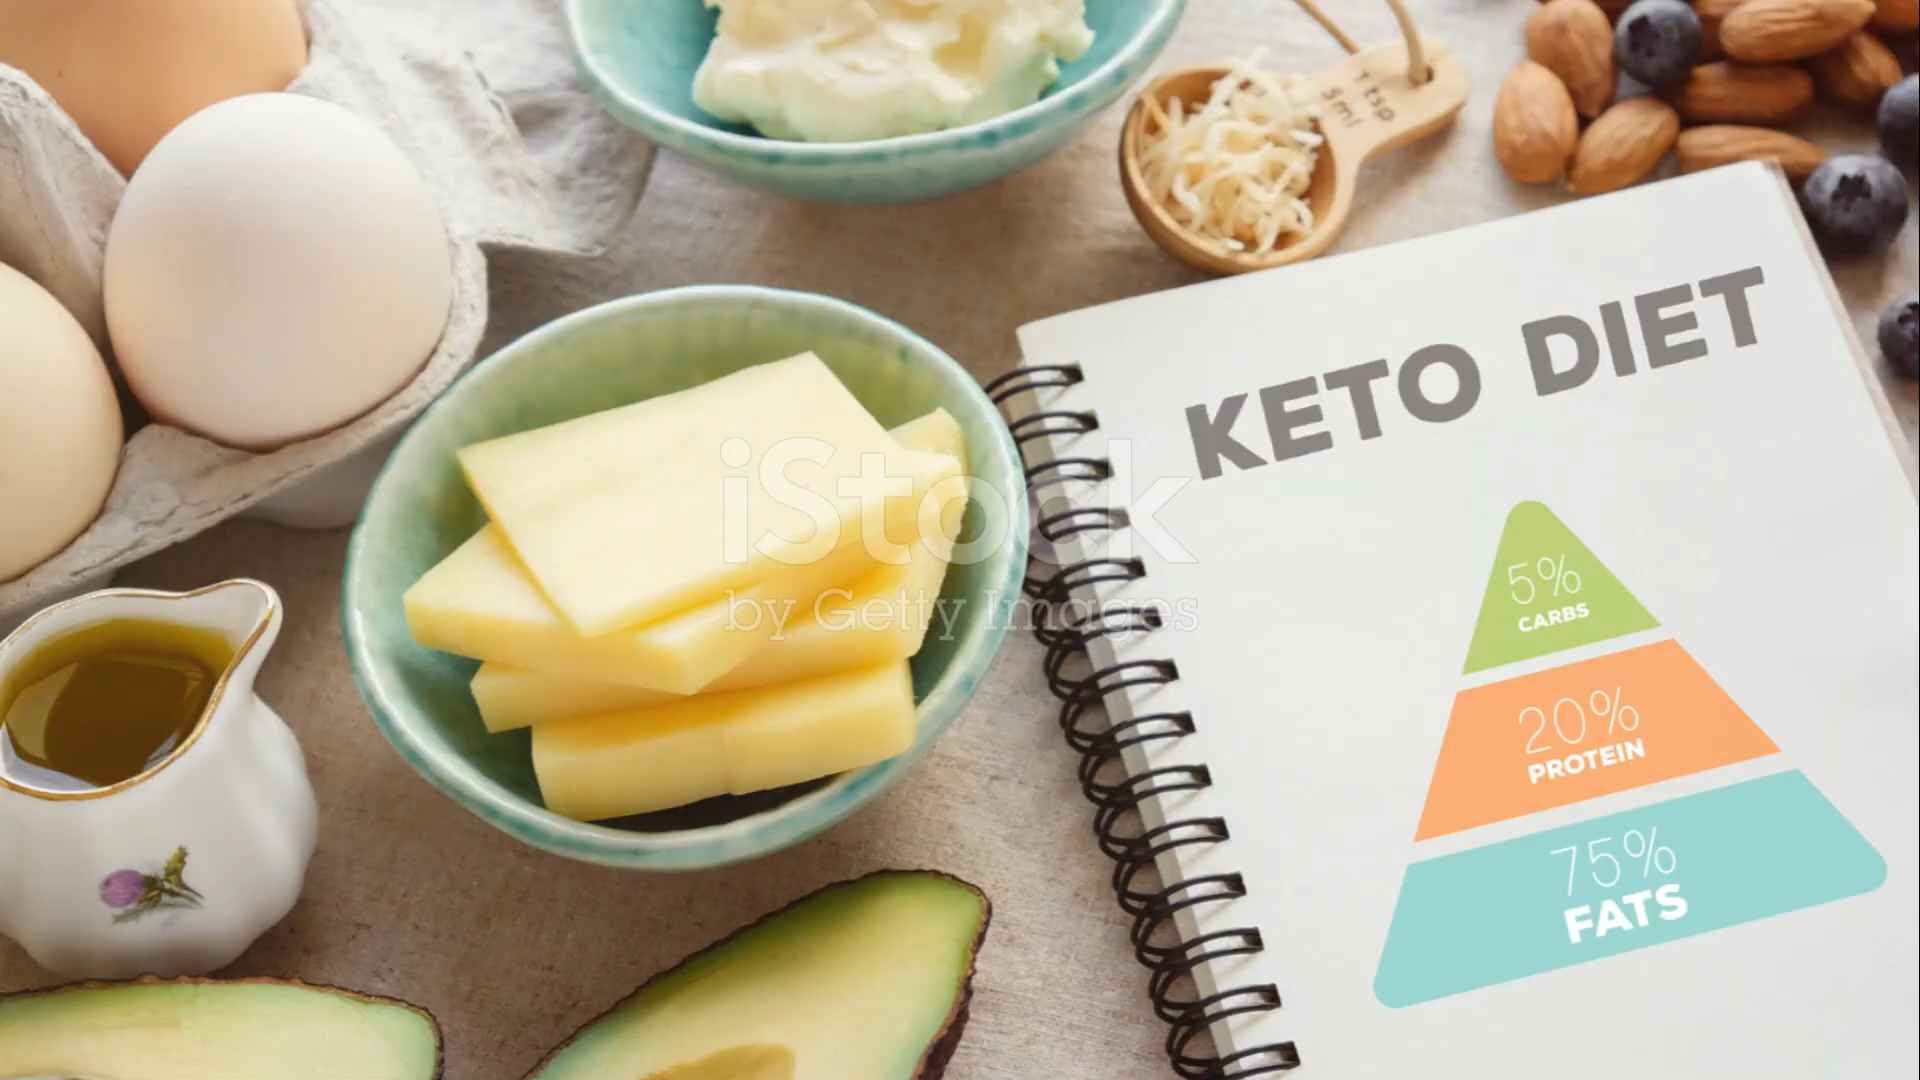 1 tsp
5ml
KETO DIET
iStock
by Getty Images
5%
CARBS
20%
PROTEIN
75%
FATS